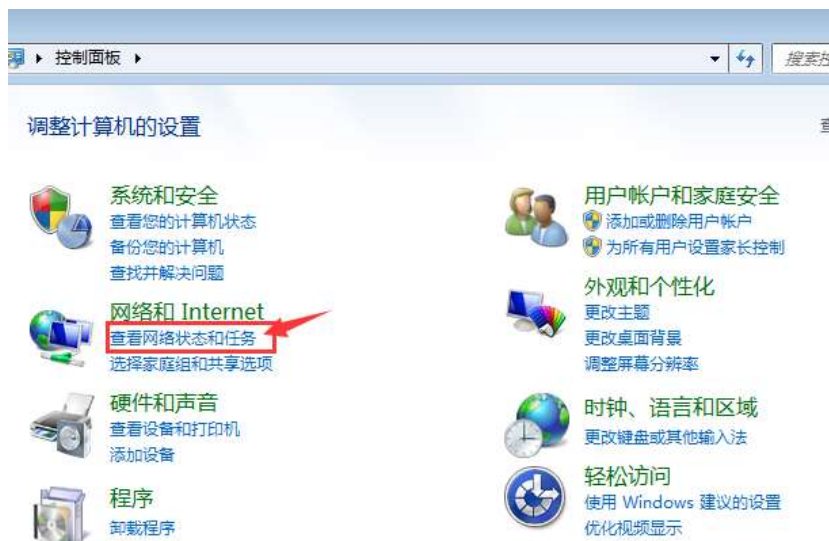 控制面板
搜索控
调整计算机的设置
查
系统和安全
查看您的计算机状态
备份您的计算机
查找并解决问题
网络和 Internet
查看网络状态和任务
选择家庭组和共享选项
硬件和声音
查看设备和打印机
添加设备
程序
卸载程序
用户帐户和家庭安全
添加或删除用户帐户
为所有用户设置家长控制
外观和个性化
更改主题
更改桌面背景
调整屏幕分辨率
时钟、语言和区域
更改键盘或其他输入法
轻松访问
使用 Windows 建议的设置
优化视频显示